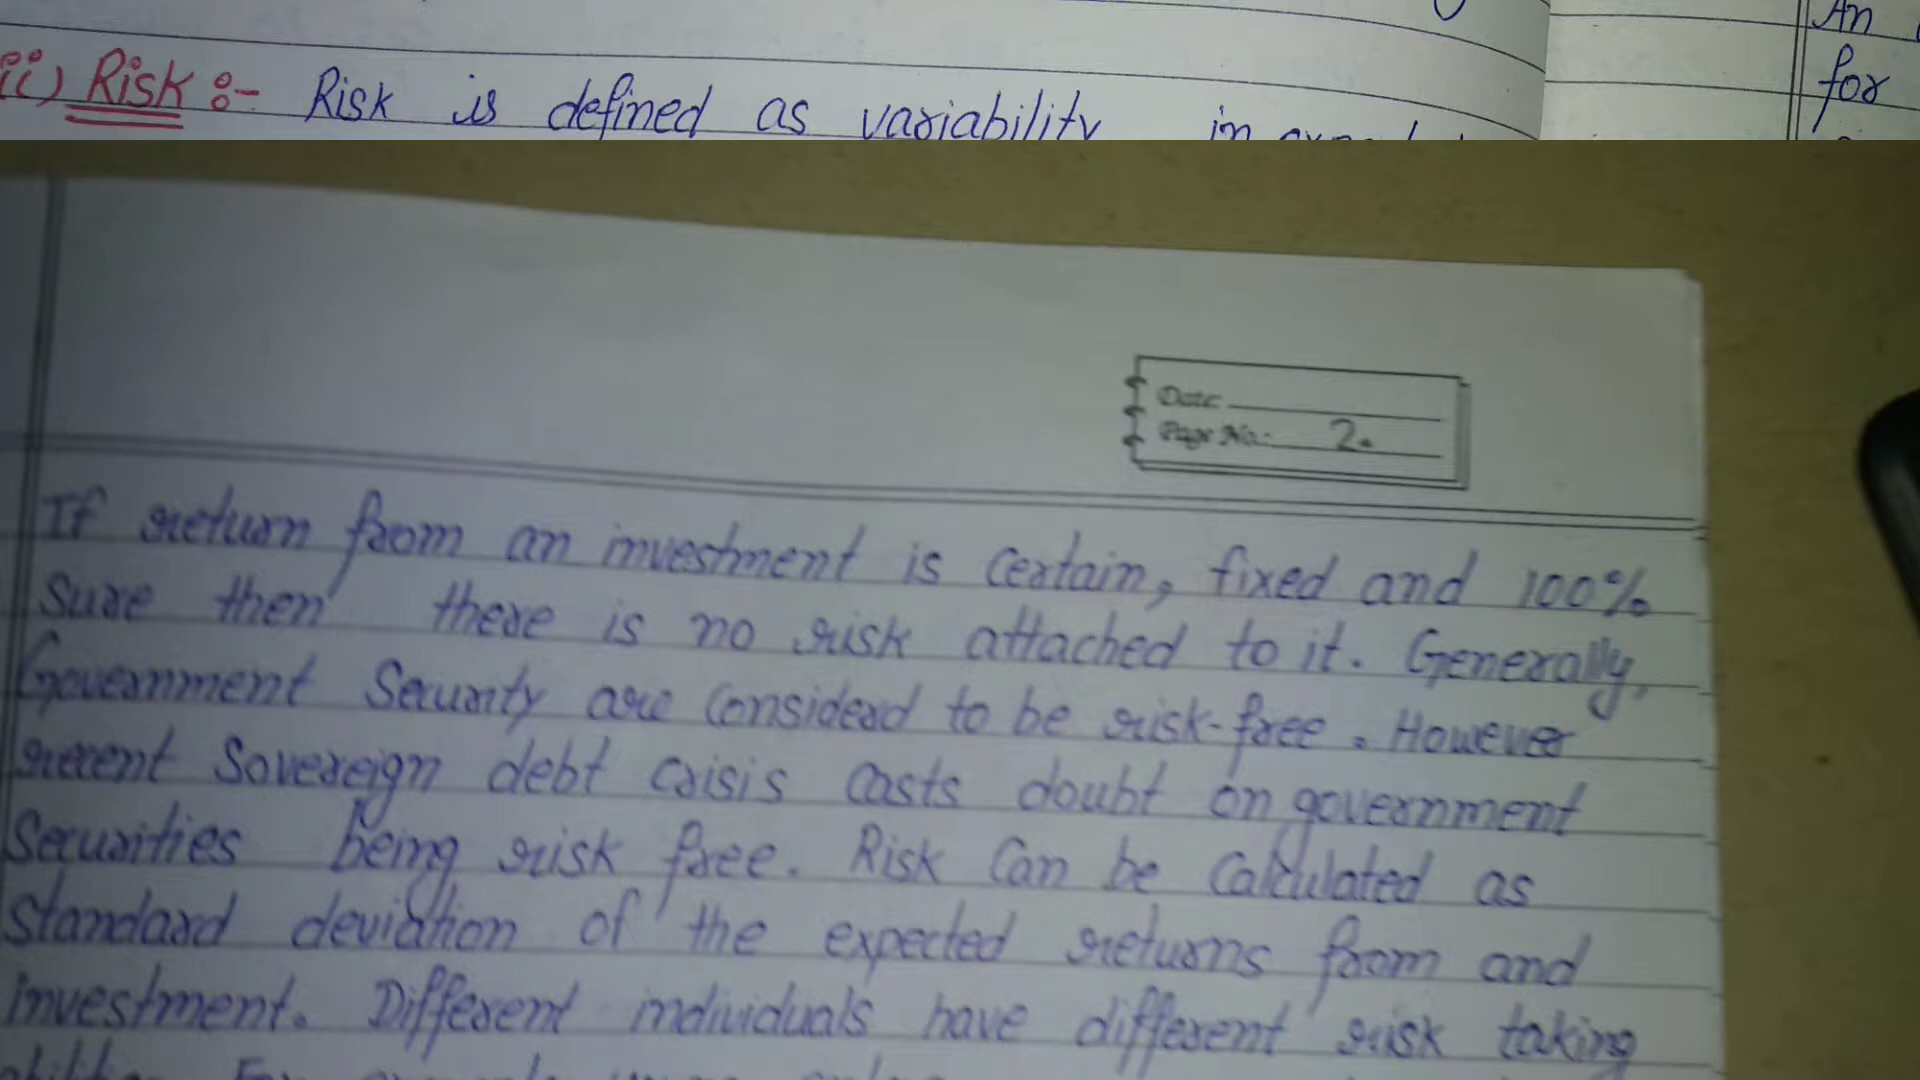 An
for
ii) Risk :- Risk is defined as variability in
Date
Page No.: 2.
If return from an investment is Certain, fixed and 100%
Sure then there is no risk attached to it. Generally,
Government Security are Considerd to be risk-free. However
recent Sovereign debt crisis Casts doubt on government
Securities being risk free. Risk Can be Calculated as
Standard deviation of the expected returns from and
investment. Different individuals have different risk taking